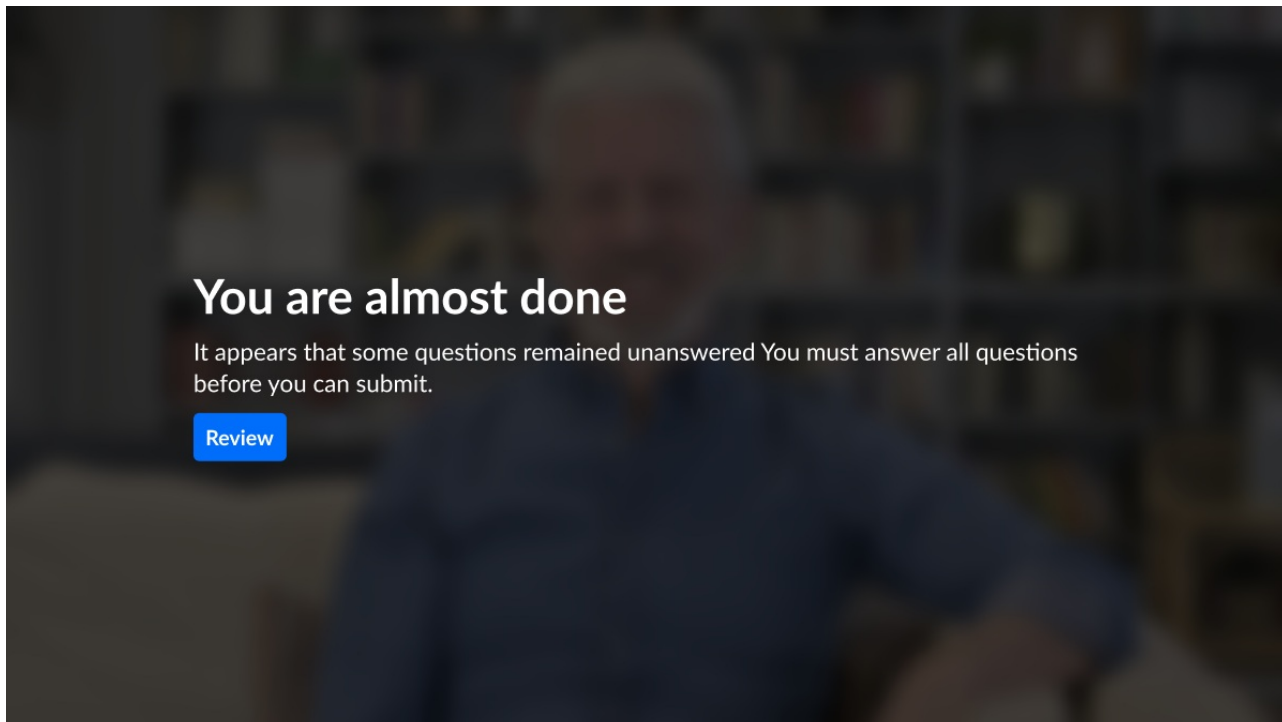 You are almost done
It appears that some questions remained unanswered You must answer all questions
before you can submit.
Review